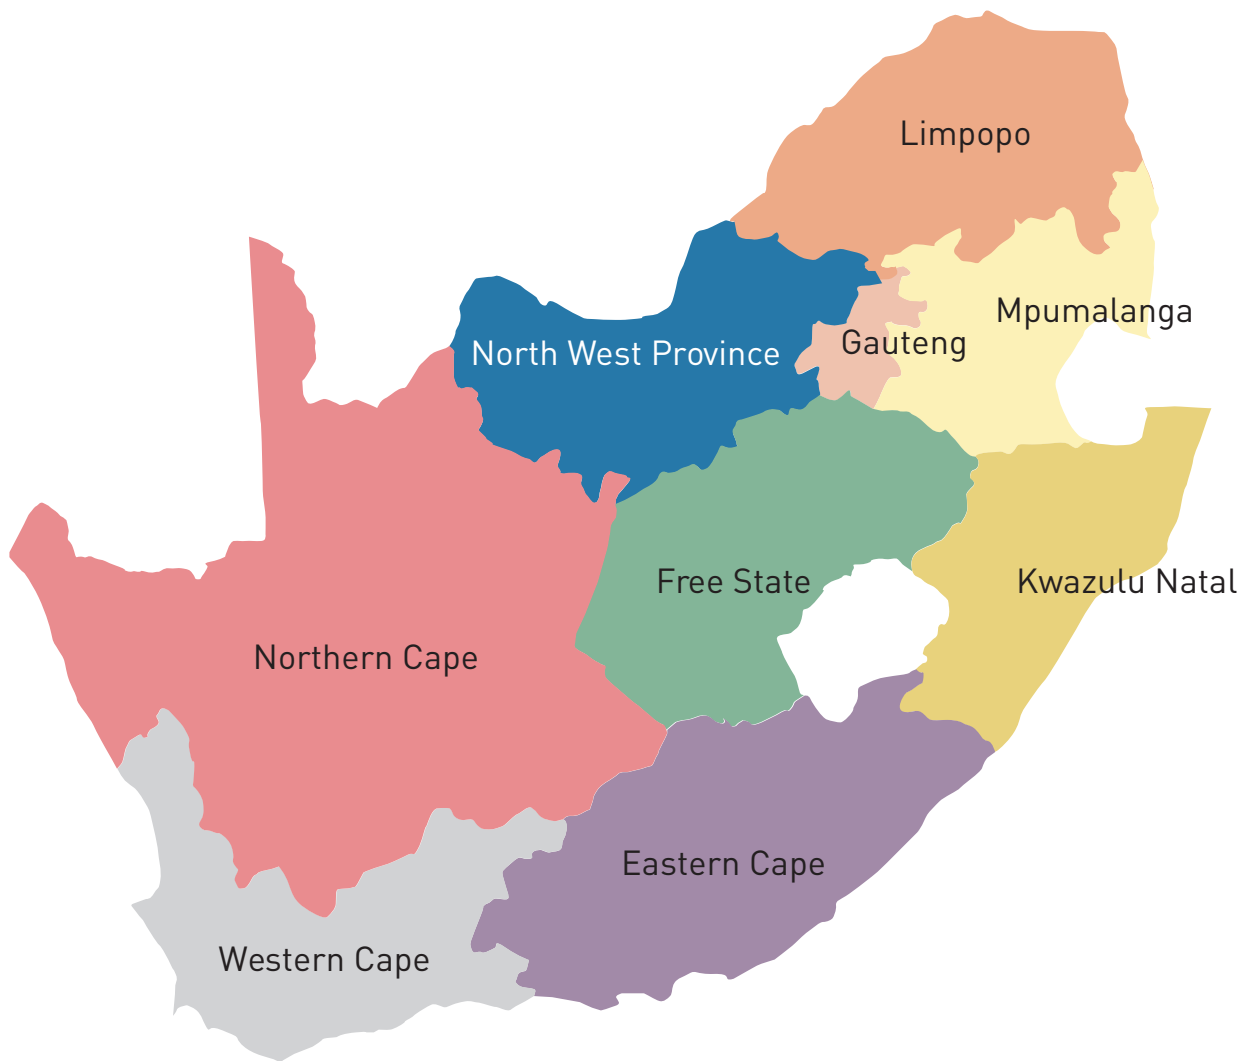 Limpopo
Mpumalanga
Gauteng
North West Province
Free State
Kwazulu Natal
Northern Cape
Eastern Cape
Western Cape